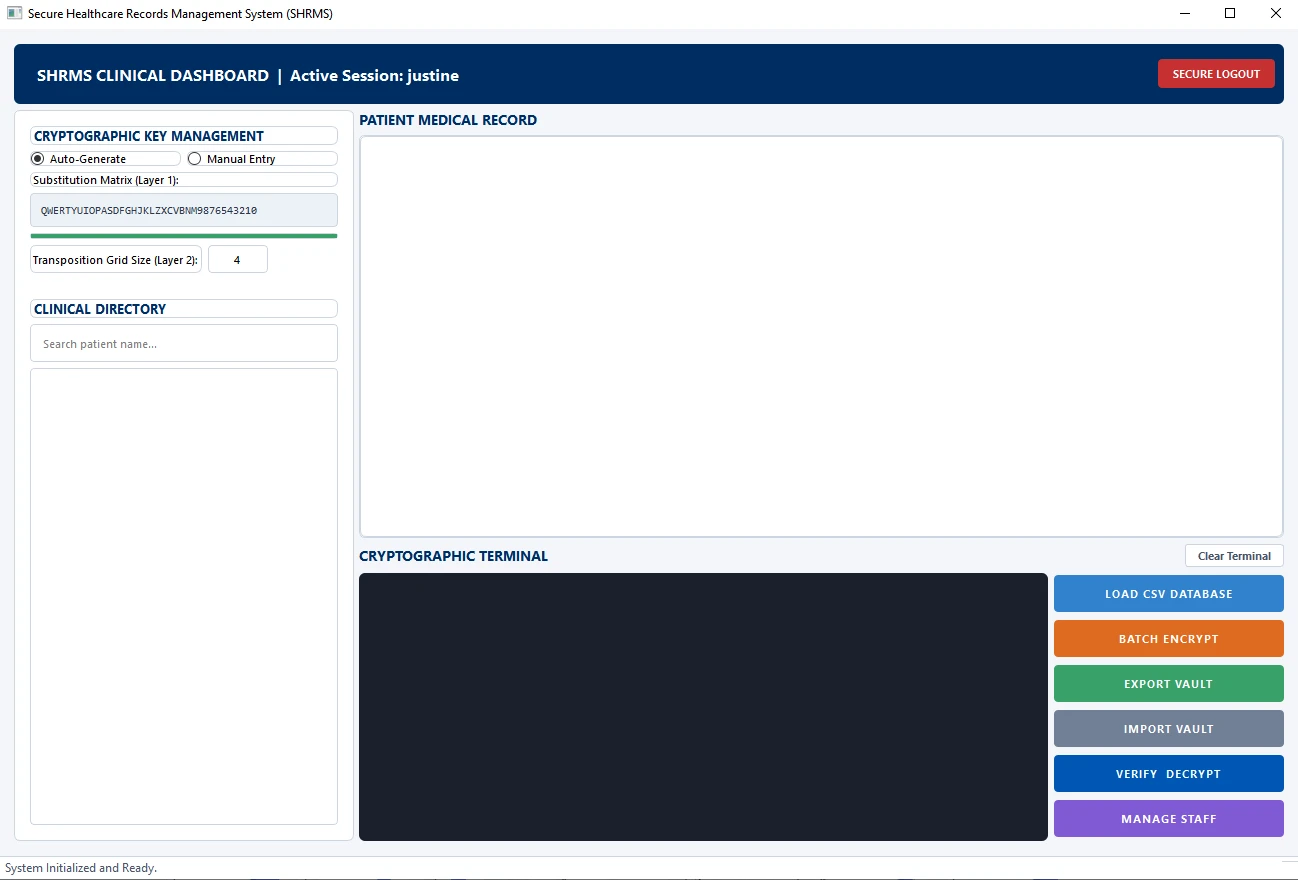 Secure Healthcare Records Management System (SHRMS)
SHRMS CLINICAL DASHBOARD | Active Session: justine
SECURE LOGOUT
CRYPTOGRAPHIC KEY MANAGEMENT
Auto-Generate
Manual Entry
Substitution Matrix (Layer 1):
QWERTYUIOPASDFGHJKLZXCVBNM9876543210
Transposition Grid Size (Layer 2):
4
CLINICAL DIRECTORY
Search patient name...
PATIENT MEDICAL RECORD
CRYPTOGRAPHIC TERMINAL
Clear Terminal
LOAD CSV DATABASE
BATCH ENCRYPT
EXPORT VAULT
IMPORT VAULT
VERIFY DECRYPT
MANAGE STAFF
System Initialized and Ready.